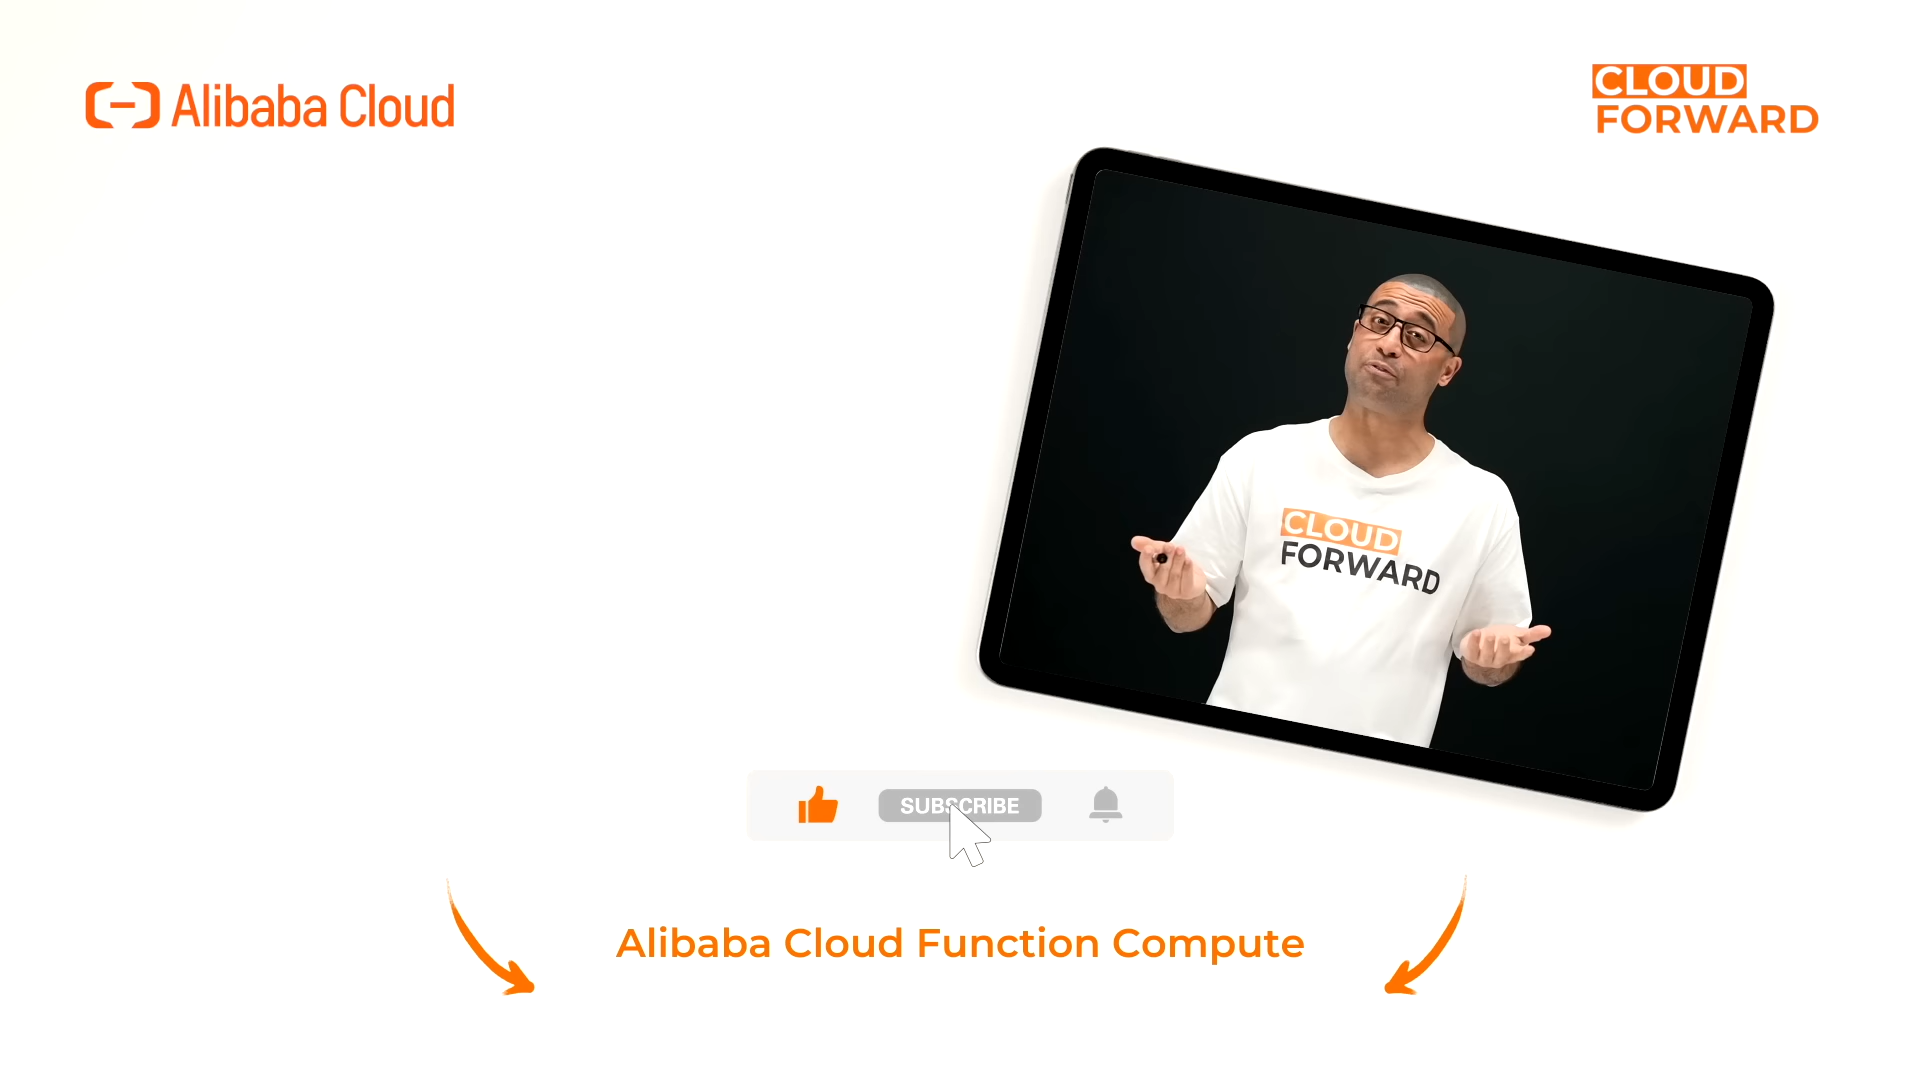 Alibaba Cloud
CLOUD
FORWARD
CLOUD
FORWARD
SUBSCRIBE
Alibaba Cloud Function Compute